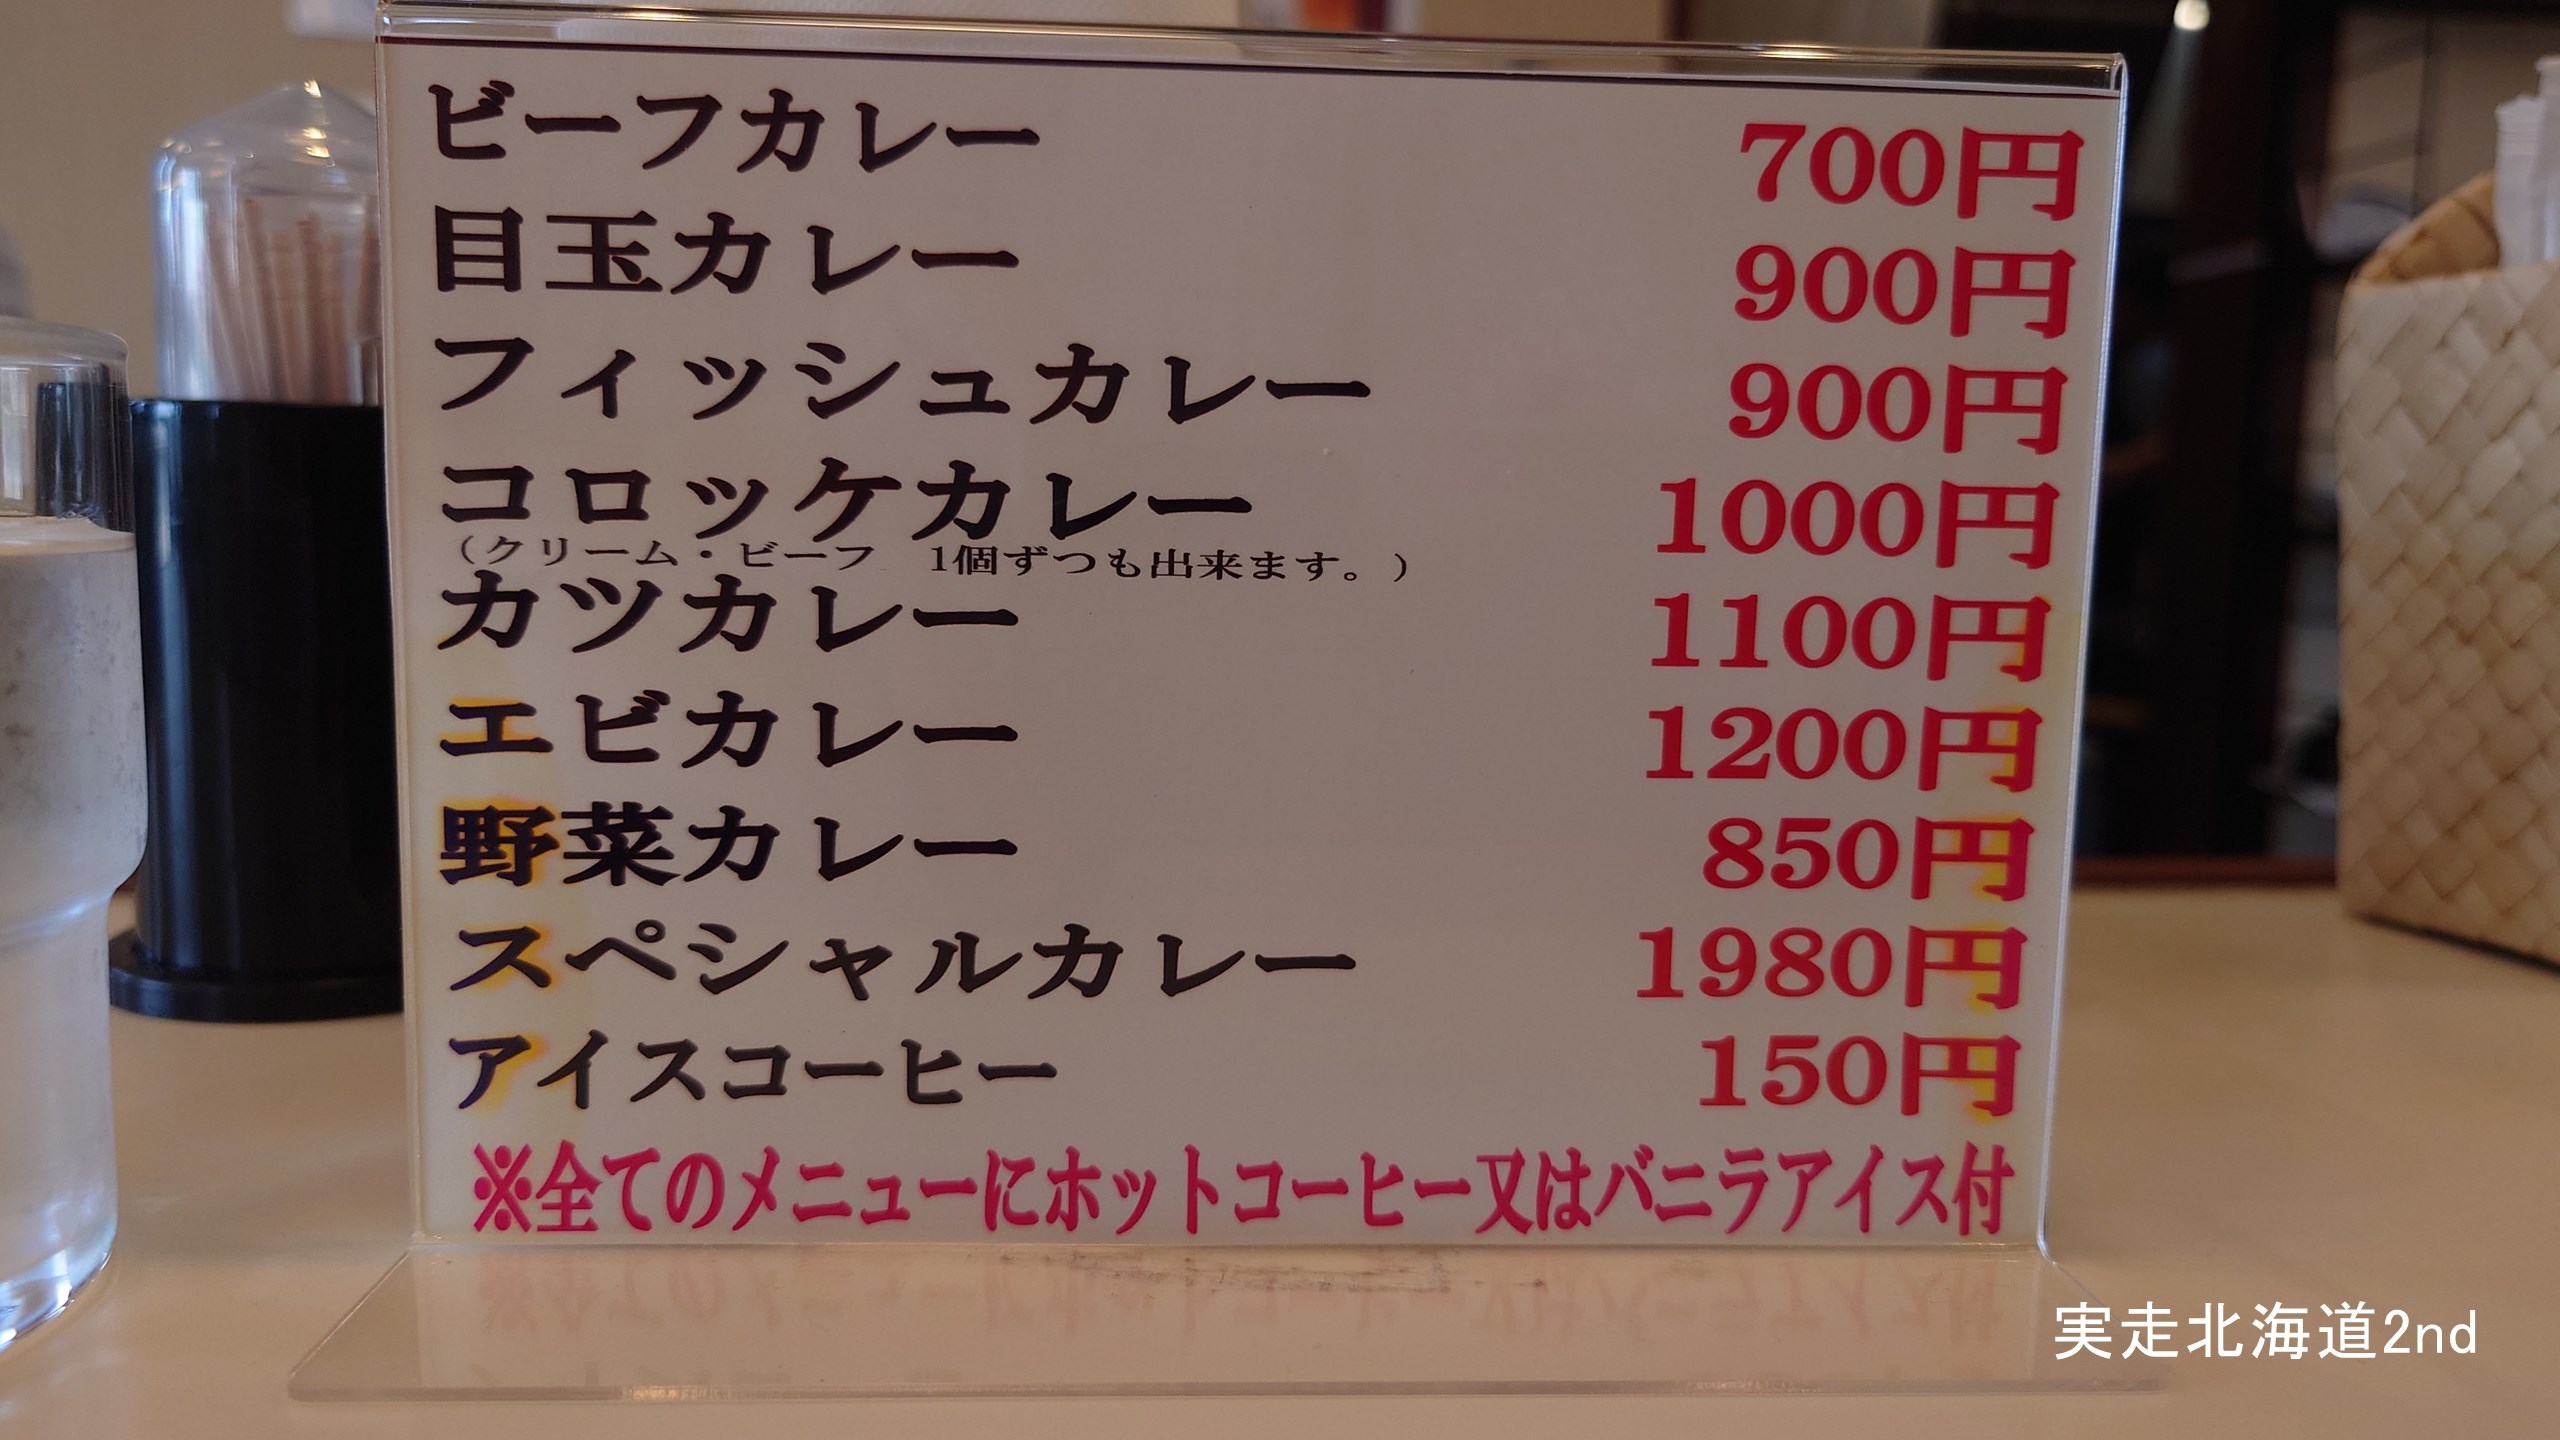 ビーフカレー 700円
目玉カレー 900円
フィッシュカレー 900円
コロッケカレー 1000円
（クリーム・ビーフ 1個ずつも出来ます。）
カツカレー 1100円
エビカレー 1200円
野菜カレー 850円
スペシャルカレー 1980円
アイスコーヒー 150円
※全てのメニューにホットコーヒー又はバニラアイス付
実走北海道2nd